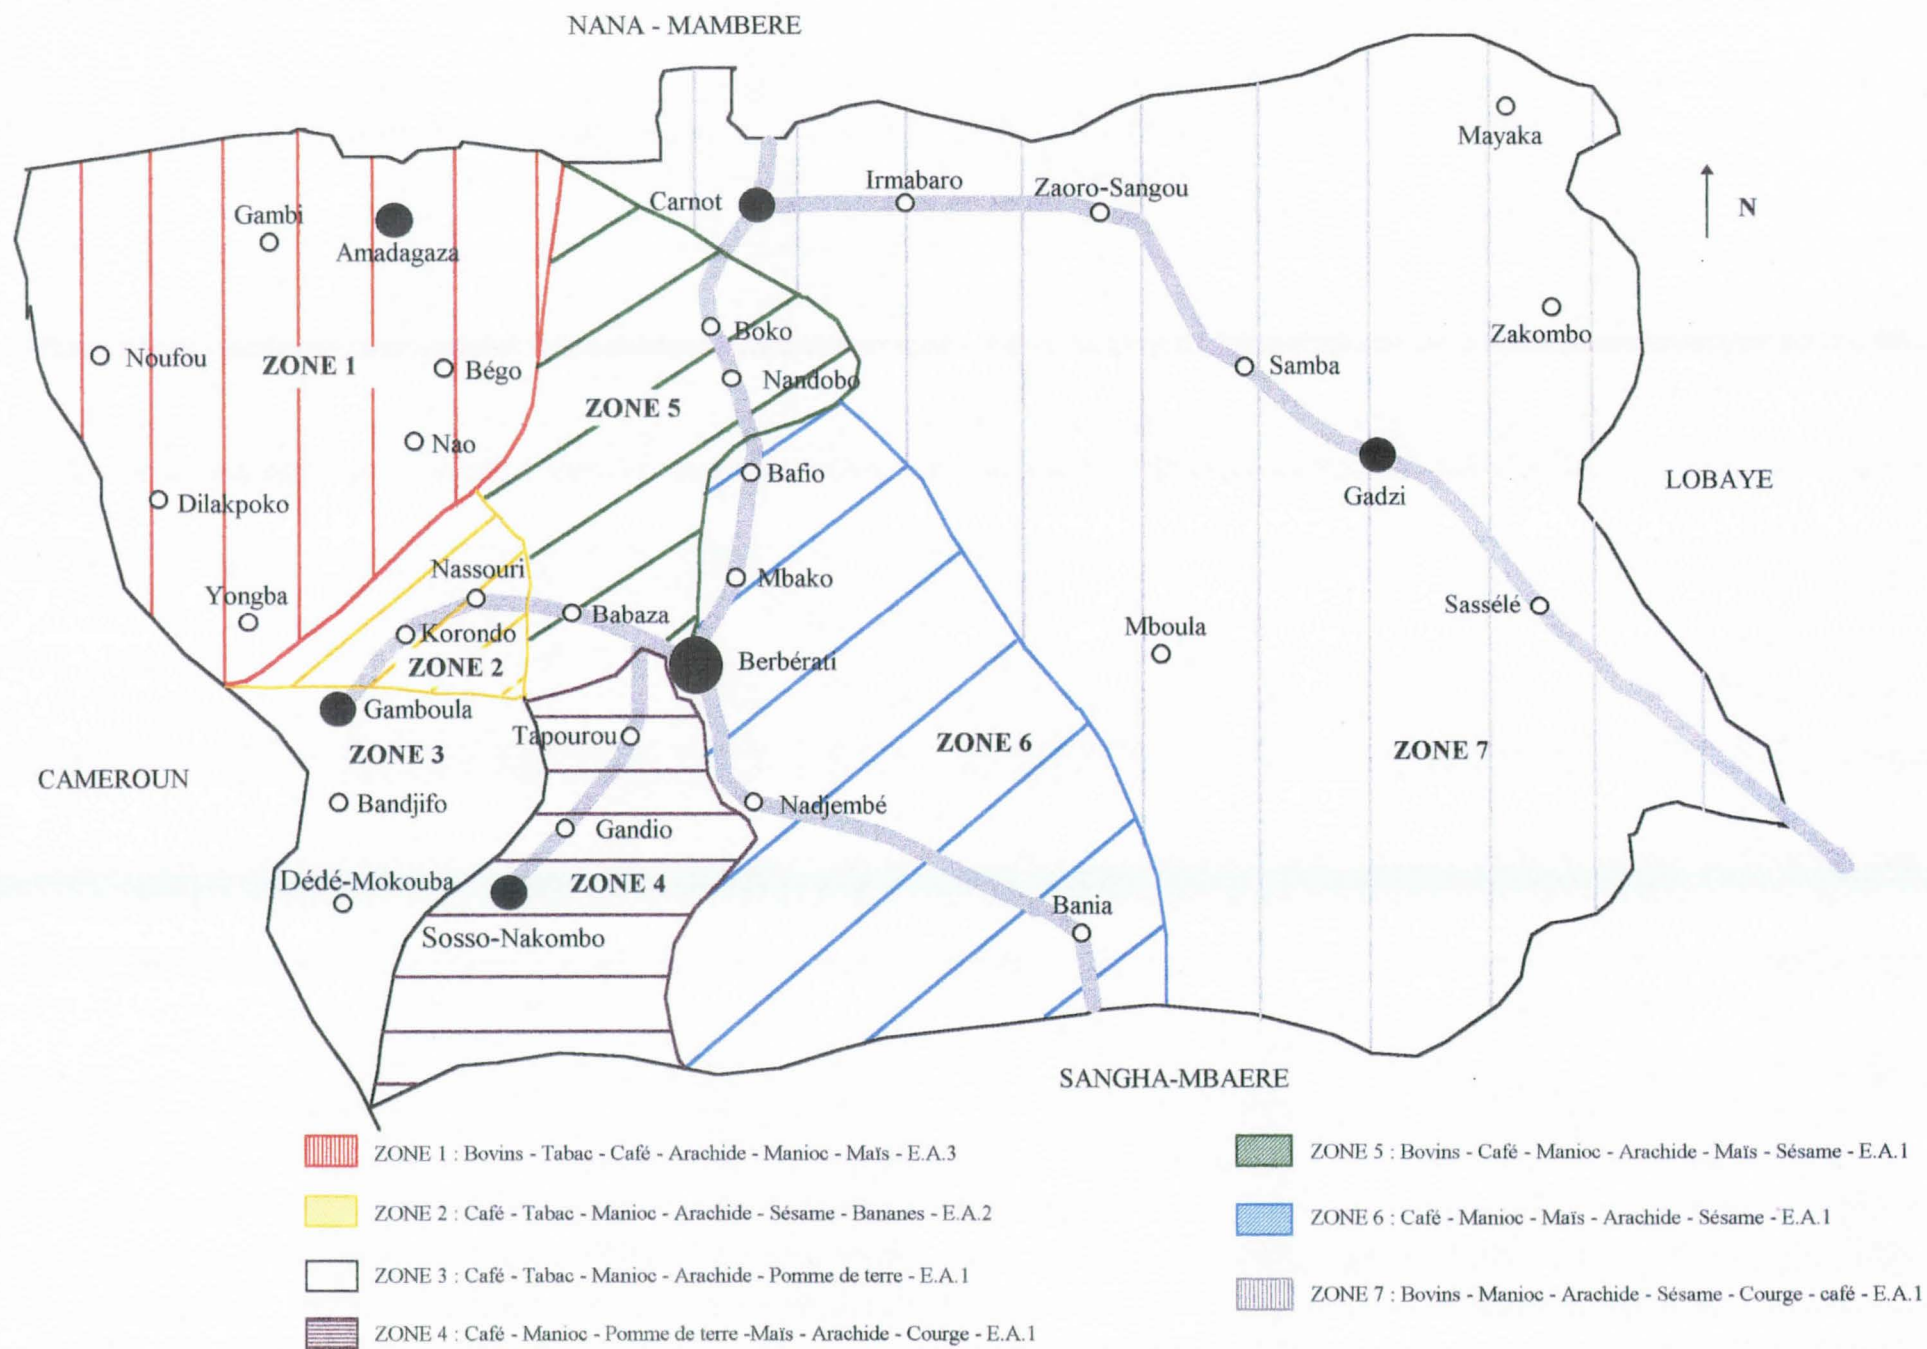 NANA - MAMBERE
Mayaka
Irmabaro
Zaoro-Sangou
Carnot
N
Gambi
Amadagaza
Boko
Zakombo
Noufou
ZONE 1
Bégo
Nandobo
Samba
ZONE 5
Nao
Bafio
LOBAYE
Gadzi
Dilakpoko
Nassouri
Mbako
Yongba
Babaza
Sassélé
Korondo
Mboula
ZONE 2
Berbérati
Gamboula
Tapourou
ZONE 6
ZONE 3
ZONE 7
CAMEROUN
Bandjifo
Nadjembé
Gandio
Dédé-Mokouba
ZONE 4
Bania
Sosso-Nakombo
SANGHA-MBAERE
ZONE 1 : Bovins - Tabac - Café - Arachide - Manioc - Maïs - E.A.3
ZONE 2 : Café - Tabac - Manioc - Arachide - Sésame - Bananes - E.A.2
ZONE 3 : Café - Tabac - Manioc - Arachide - Pomme de terre - E.A.1
ZONE 4 : Café - Manioc - Pomme de terre -Maïs - Arachide - Courge - E.A.1
ZONE 5 : Bovins - Café - Manioc - Arachide - Maïs - Sésame - E.A.1
ZONE 6 : Café - Manioc - Maïs - Arachide - Sésame - E.A.1
ZONE 7 : Bovins - Manioc - Arachide - Sésame - Courge - café - E.A.1